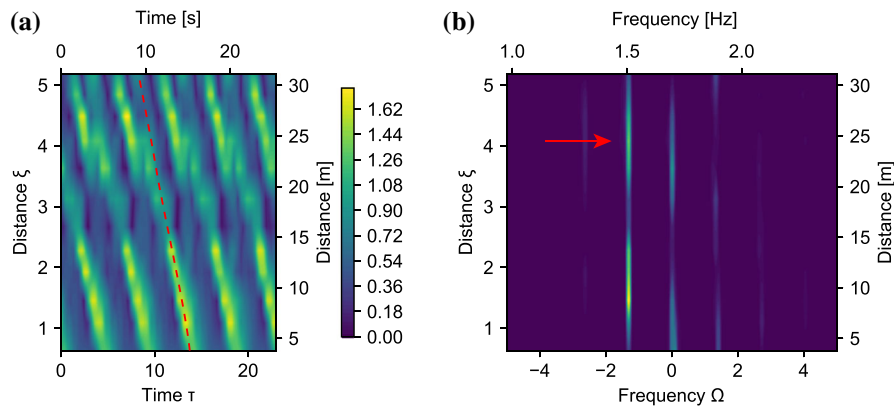 (a)
Time [s]
0 10 20
5 4 3 2 1
Distance ξ
30 25 20 15 10 5
Distance [m]
0 10 20
Time τ
1.62
1.44
1.26
1.08
0.90
0.72
0.54
0.36
0.18
0.00
(b)
Frequency [Hz]
1.0 1.5 2.0
5 4 3 2 1
Distance ξ
30 25 20 15 10 5
Distance [m]
−4 −2 0 2 4
Frequency Ω